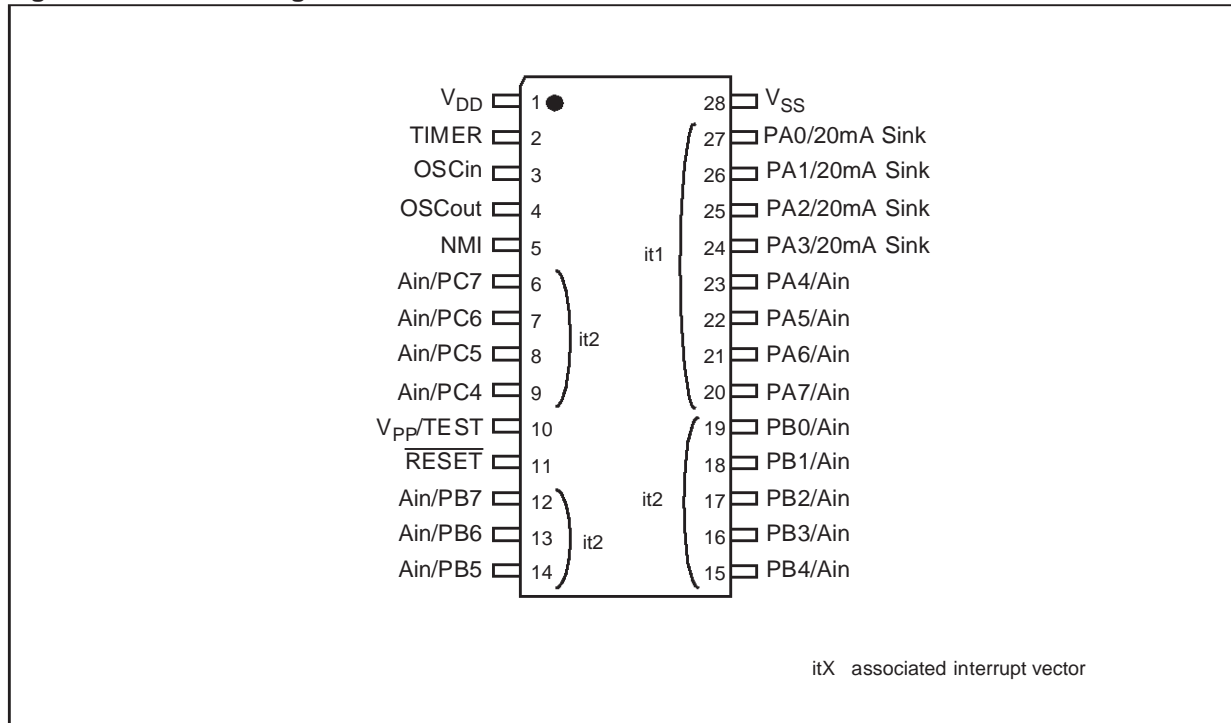 V_DD 1 28 V_SS
TIMER 2 27 PA0/20mA Sink
OSCin 3 26 PA1/20mA Sink
OSCout 4 25 PA2/20mA Sink
NMI 5 24 PA3/20mA Sink
it1
Ain/PC7 6 23 PA4/Ain
Ain/PC6 7 22 PA5/Ain
it2
Ain/PC5 8 21 PA6/Ain
Ain/PC4 9 20 PA7/Ain
V_PP/TEST 10 19 PB0/Ain
RESET 11 18 PB1/Ain
Ain/PB7 12 it2 17 PB2/Ain
Ain/PB6 13 it2 16 PB3/Ain
Ain/PB5 14 15 PB4/Ain
itX associated interrupt vector